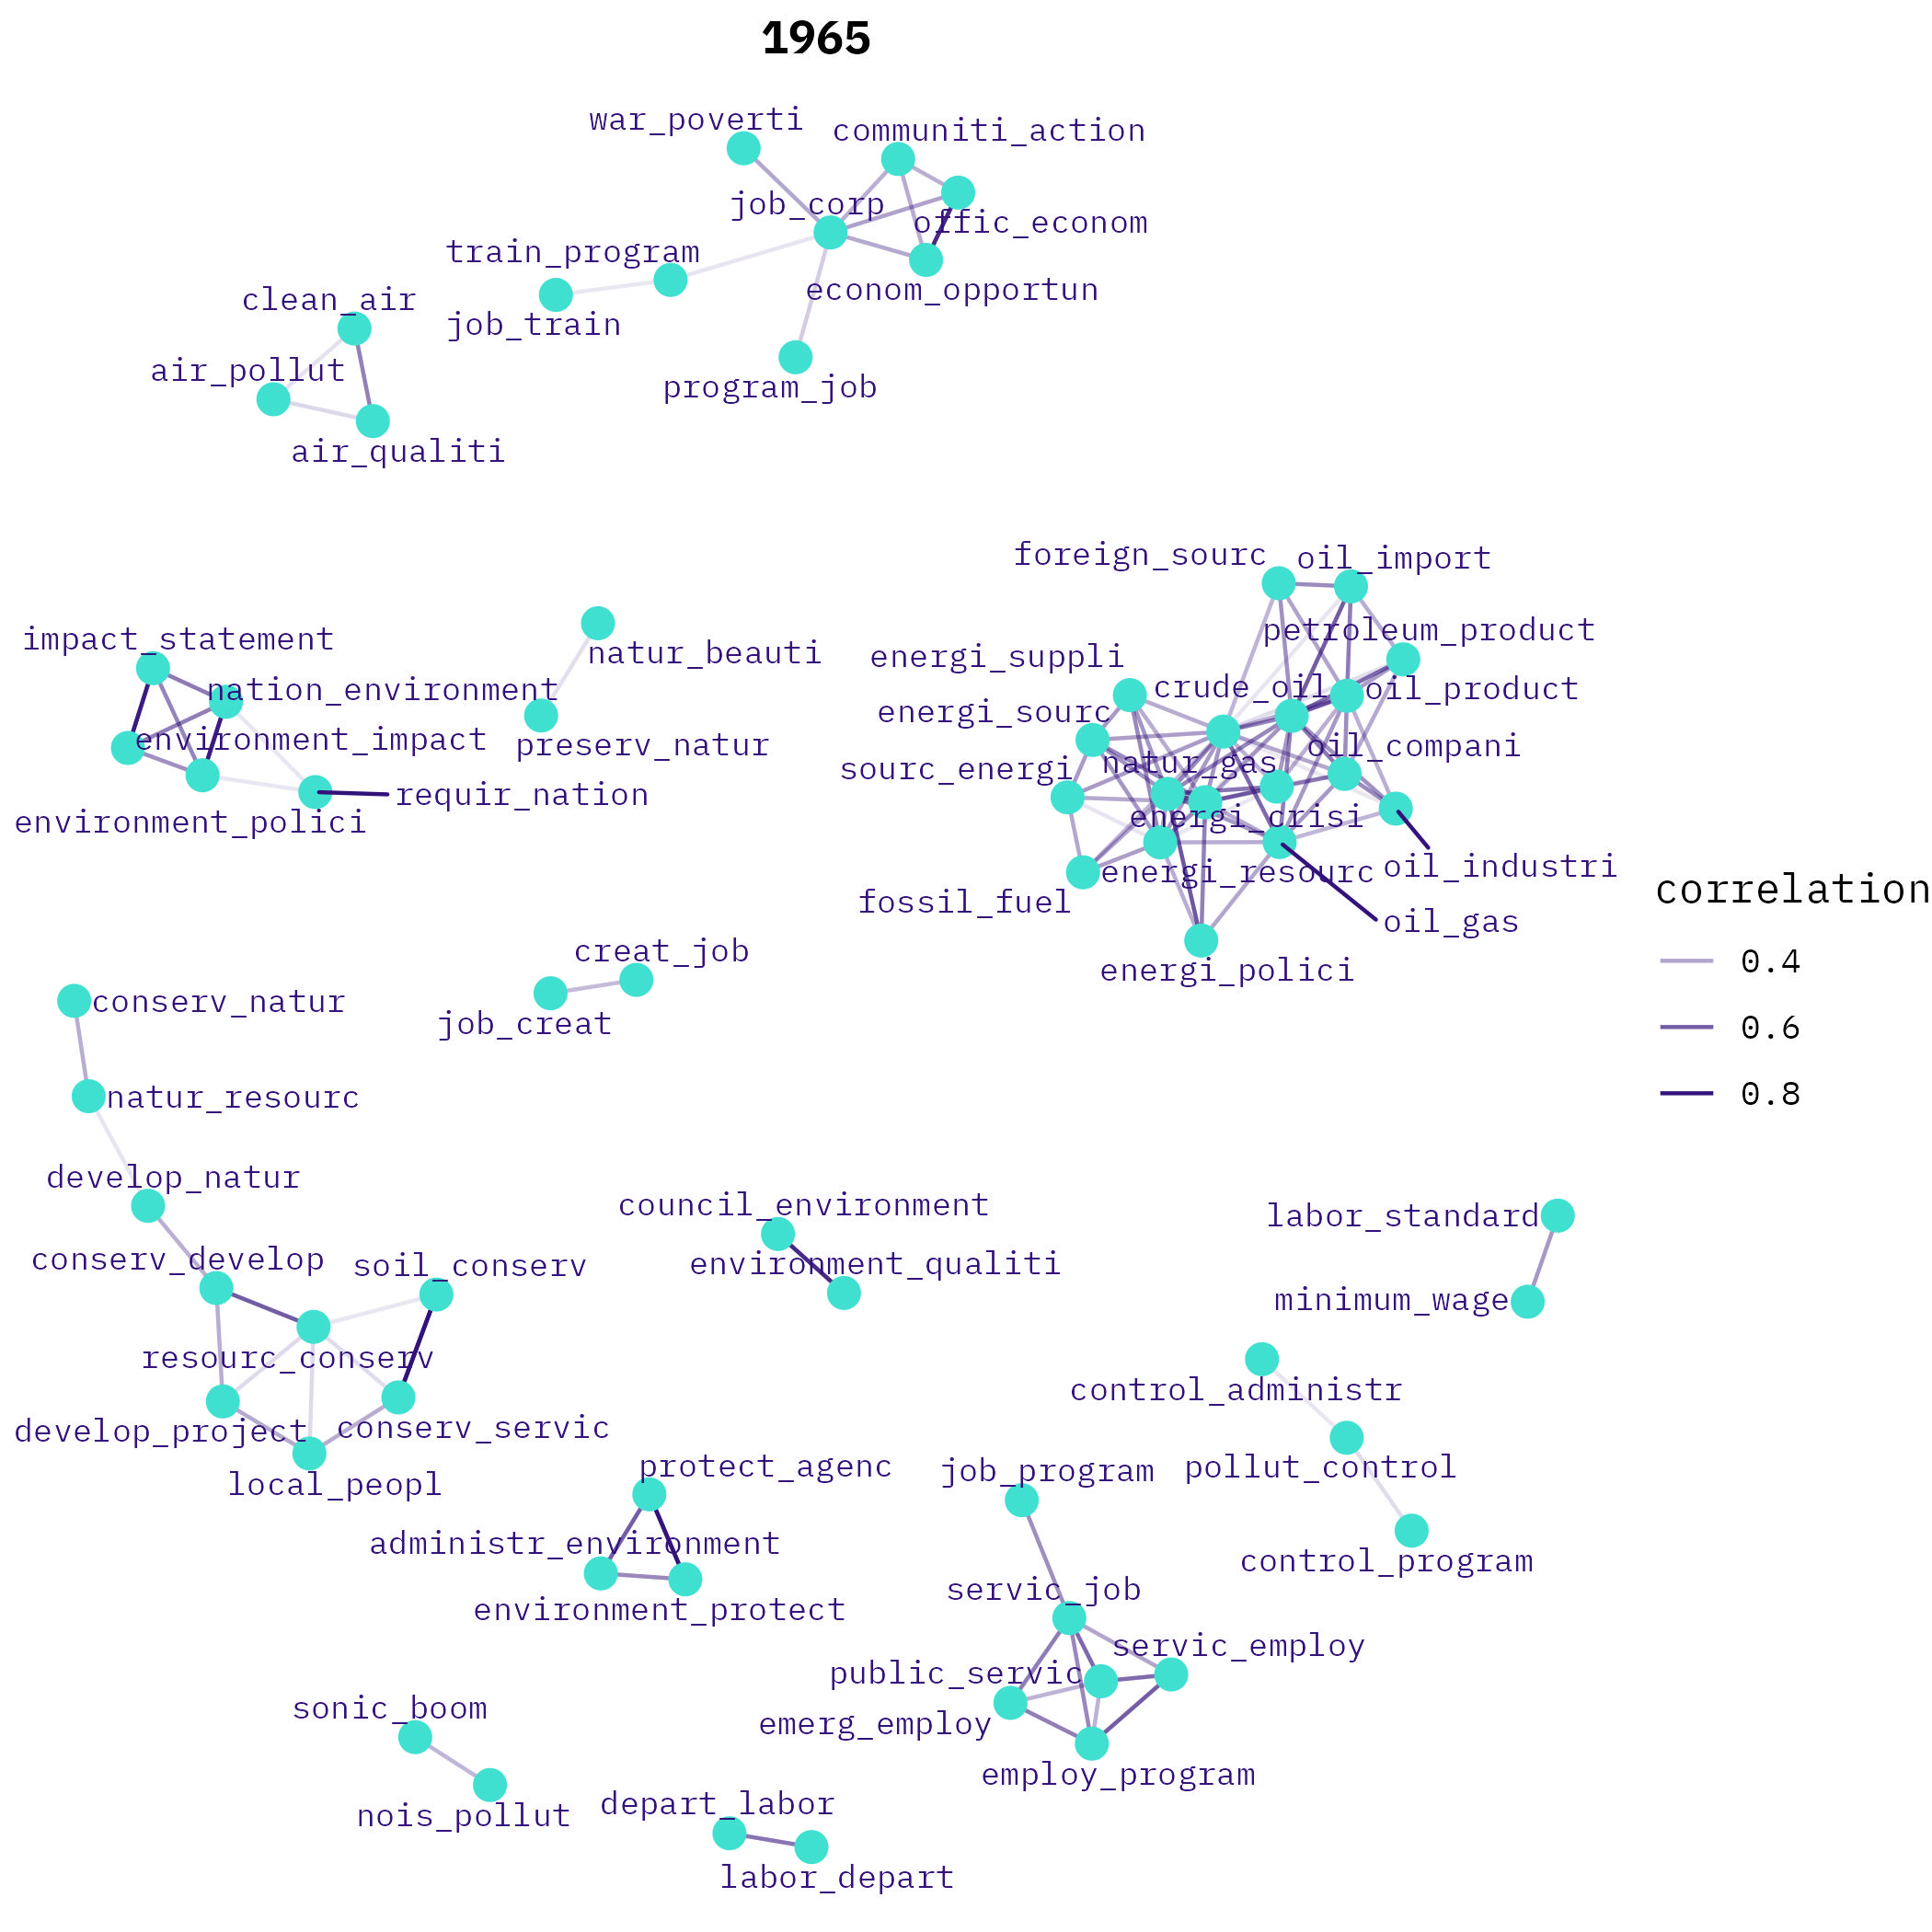 1965
war_poverti
communiti_action
job_corp
offic_econom
train_program
econom_opportun
clean_air
job_train
air_pollut
program_job
air_qualiti
foreign_sourc
oil_import
impact_statement
natur_beauti
petroleum_product
energi_suppli
nation_environment
crude_oil
oil_product
energi_sourc
environment_impact
preserv_natur
oil_compani
sourc_energi
natur_gas
requir_nation
environment_polici
energi_crisi
energi_resourc
oil_industri
fossil_fuel
oil_gas
energi_polici
correlation
0.4
0.6
0.8
creat_job
conserv_natur
job_creat
natur_resourc
develop_natur
council_environment
labor_standard
conserv_develop
soil_conserv
environment_qualiti
minimum_wage
resourc_conserv
control_administr
develop_project
conserv_servic
local_peopl
protect_agenc
job_program
pollut_control
administr_environment
control_program
environment_protect
servic_job
servic_employ
public_servic
sonic_boom
emerg_employ
employ_program
nois_pollut
depart_labor
labor_depart